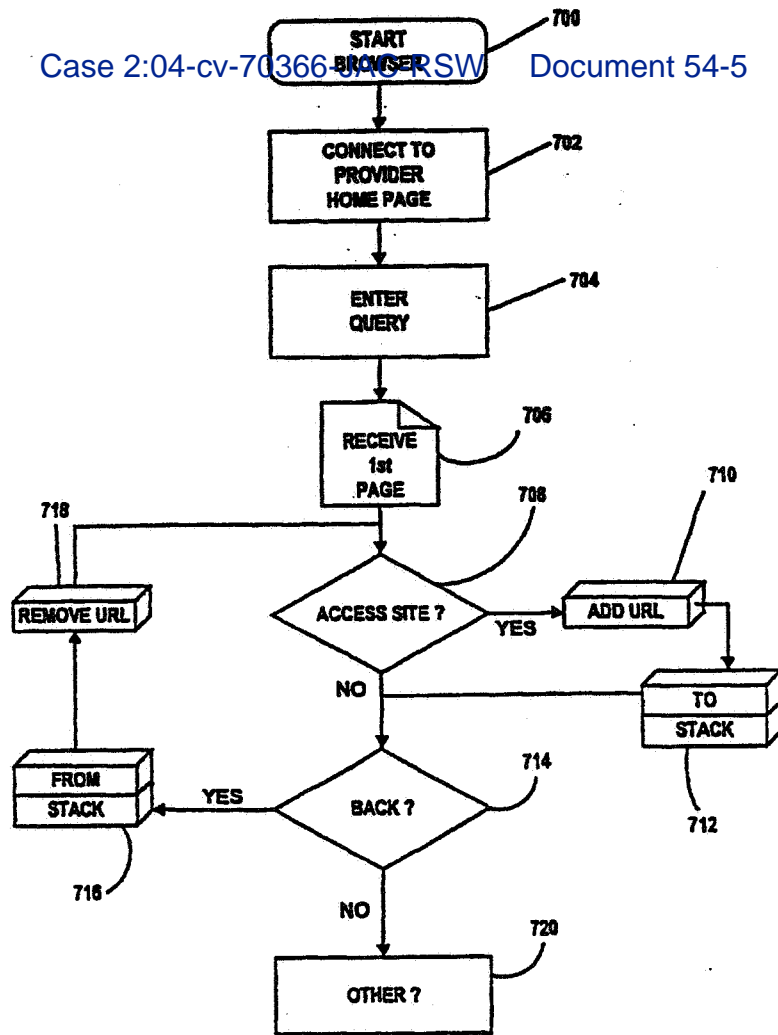 700
START
BROWSER
Case 2:04-cv-70366-JAC-RSW Document 54-5
702
CONNECT TO
PROVIDER
HOME PAGE
704
ENTER
QUERY
706
RECEIVE
1st
PAGE
708
710
718
REMOVE URL
ACCESS SITE ?
YES
ADD URL
NO
TO
STACK
712
714
FROM
STACK
YES
BACK ?
716
NO
720
OTHER ?